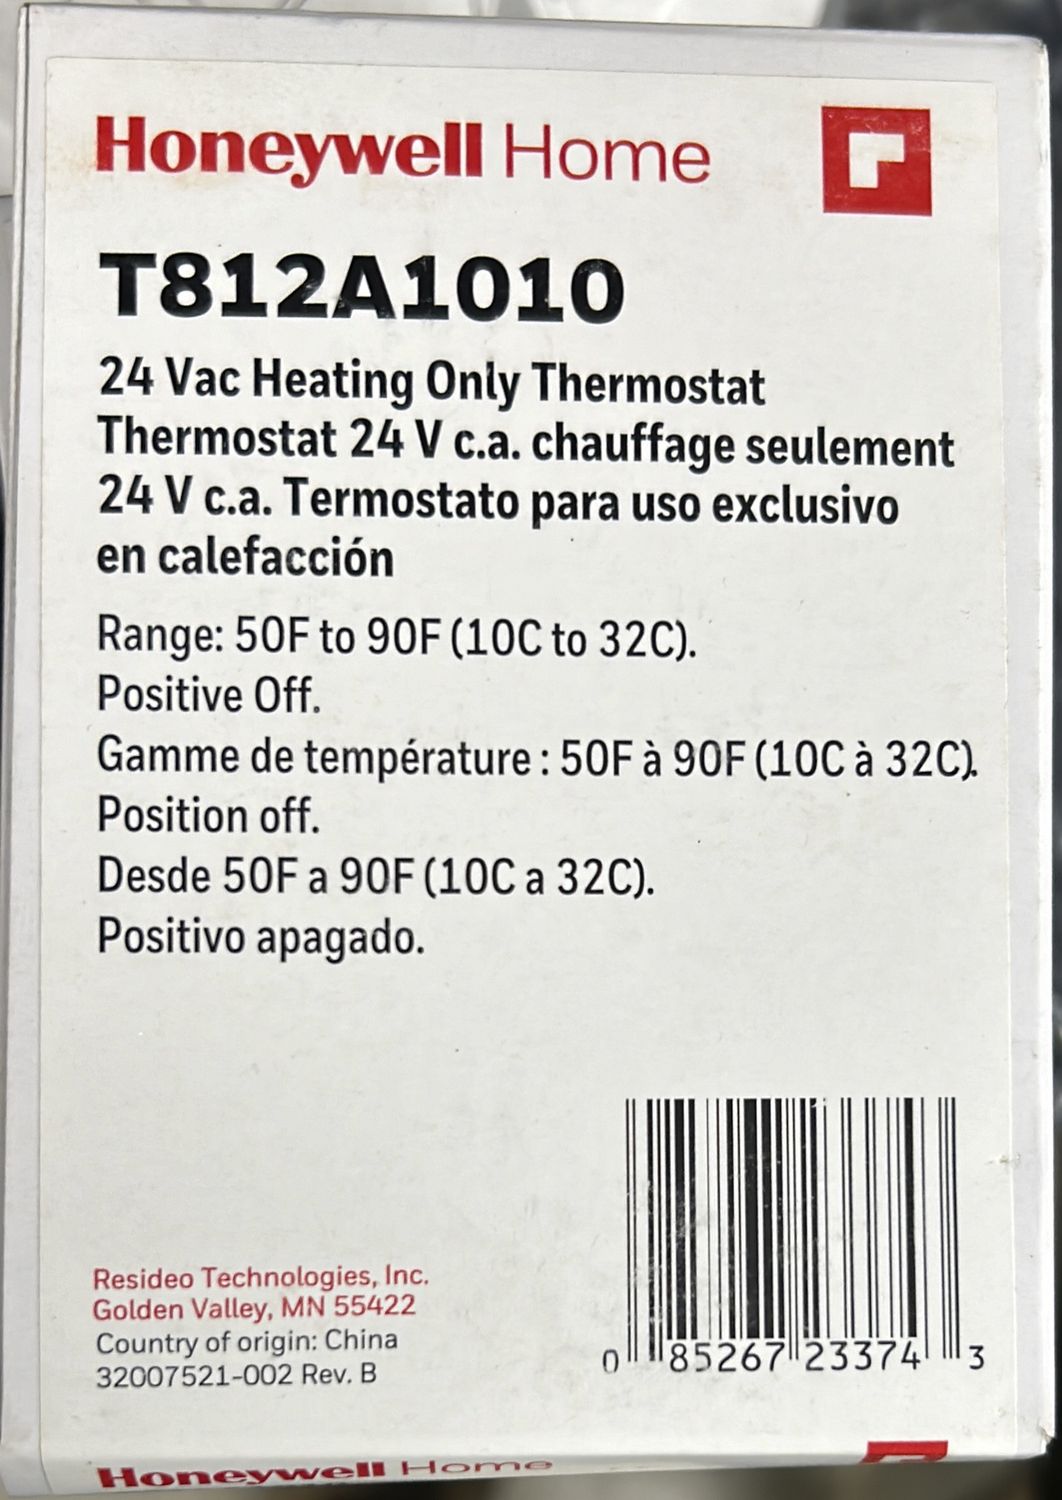 Honeywell Home
T812A1010
24 Vac Heating Only Thermostat
Thermostat 24 V c.a. chauffage seulement
24 V c.a. Termostato para uso exclusivo
en calefacción
Range: 50F to 90F (10C to 32C).
Positive Off.
Gamme de température : 50F à 90F (10C à 32C).
Position off.
Desde 50F a 90F (10C a 32C).
Positivo apagado.
Resideo Technologies, Inc.
Golden Valley, MN 55422
Country of origin: China
32007521-002 Rev. B
0 85267 23374 3
Honeywell Home